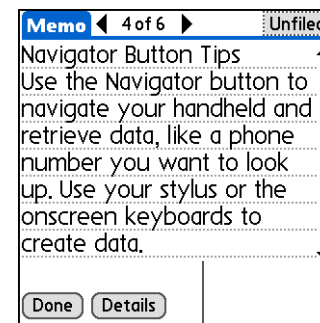 Memo 4 of 6 Unfiled
Navigator Button Tips
Use the Navigator button to
navigate your handheld and
retrieve data, like a phone
number you want to look
up. Use your stylus or the
onscreen keyboards to
create data.
Done Details